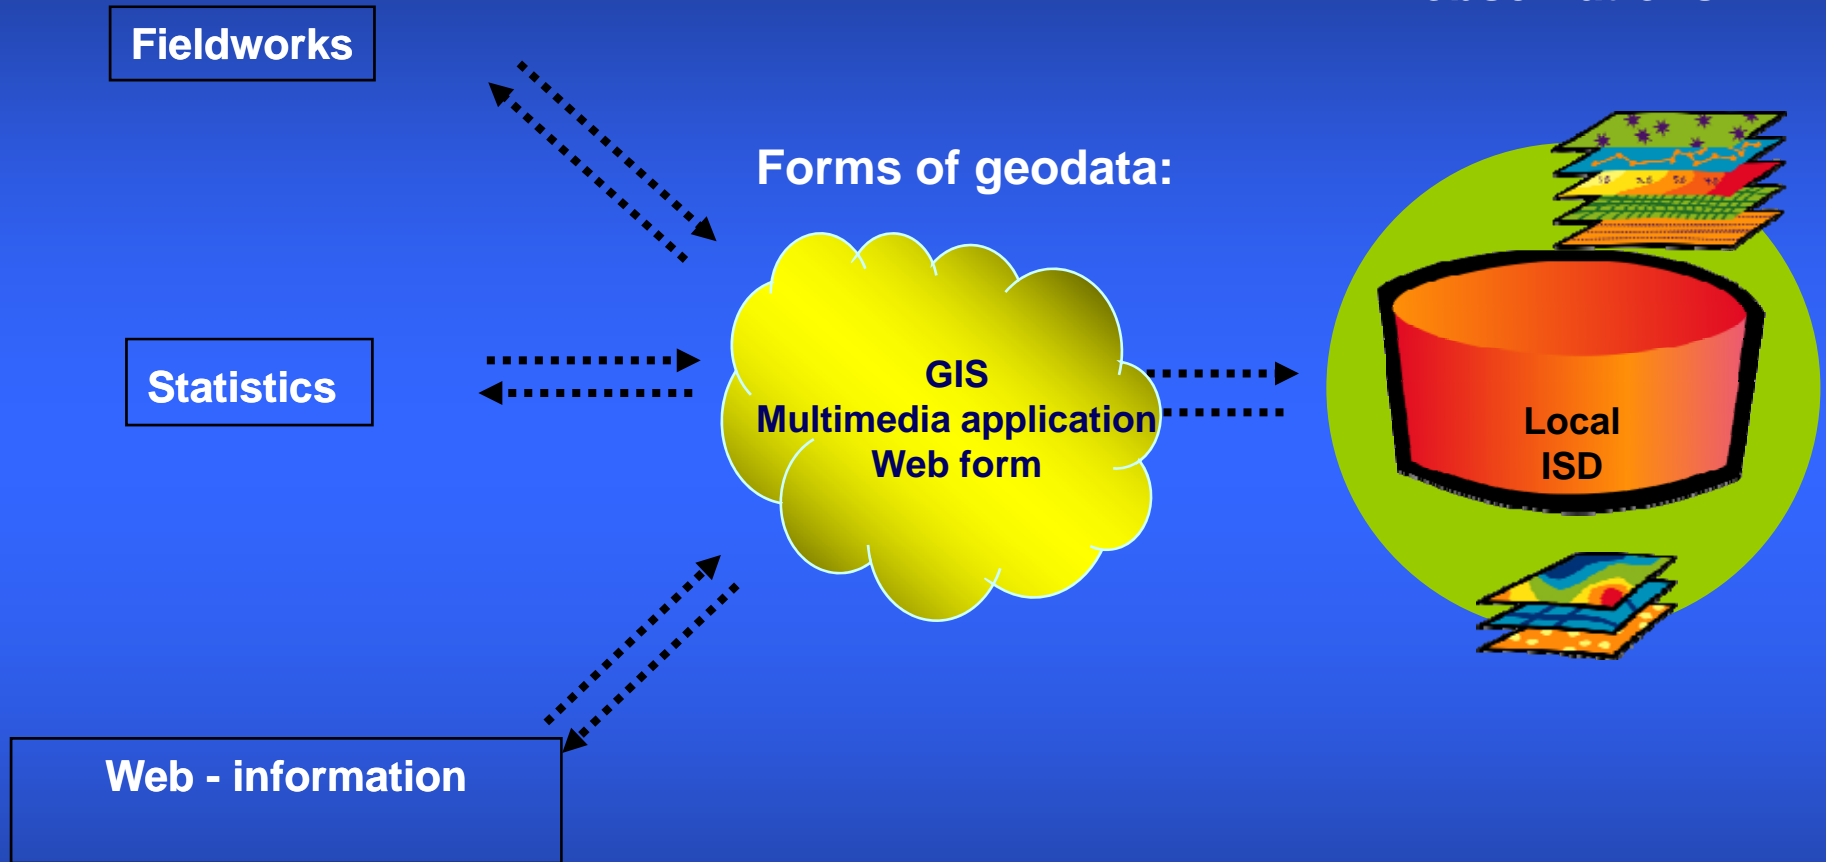 Fieldworks
Forms of geodata:
Statistics
GIS
Multimedia application
Web form
Local
ISD
Web - information